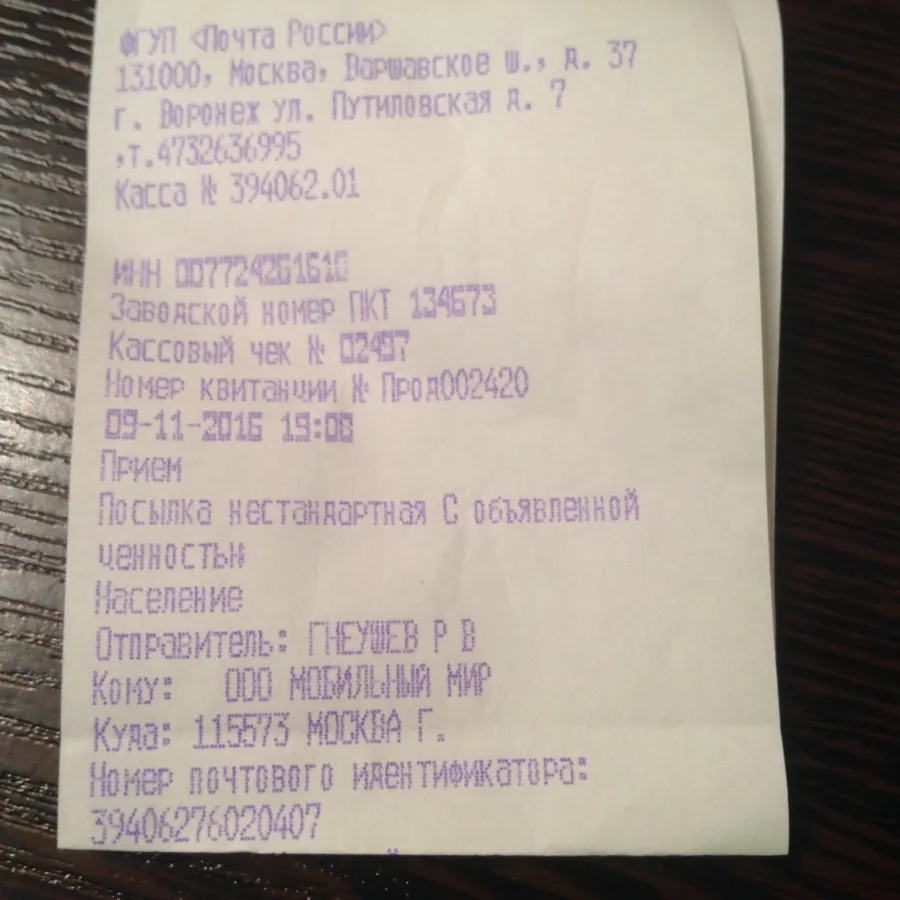 ФГУП <Почта России>
131000, Москва, Варшавское ш., д. 37
г. Воронеж ул. Путиловская д. 7
,т.4732636995
Касса № 394062.01
ИНН 007724261610
Заводской номер ПКТ 134673
Кассовый чек № 02497
Номер квитанции № Прод002420
09-11-2016 19:08
Прием
Посылка нестандартная С объявленной
ценностью
Население
Отправитель: ГНЕУШЕВ Р В
Кому: ООО МОБИЛЬНЫЙ МИР
Куда: 115573 МОСКВА Г.
Номер почтового идентификатора:
39406276020407